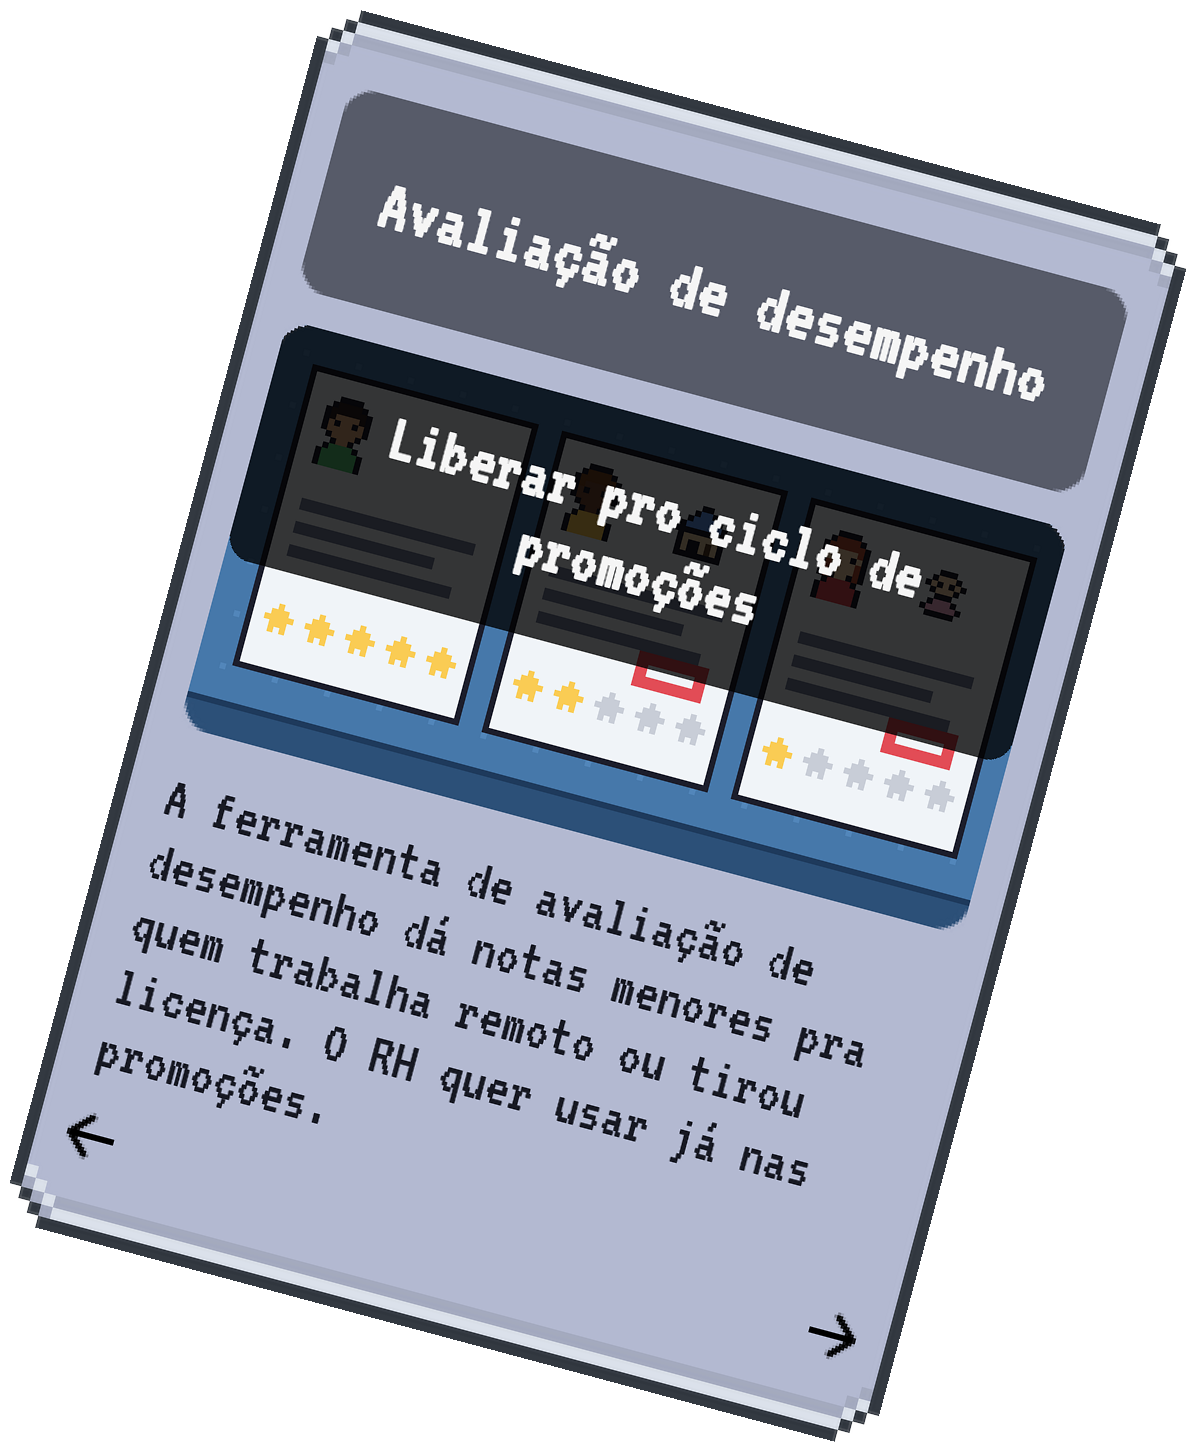 Avaliação de desempenho
Liberar pro ciclo de
promoções
A ferramenta de avaliação de
desempenho dá notas menores pra
quem trabalha remoto ou tirou
licença. O RH quer usar já nas
promoções.